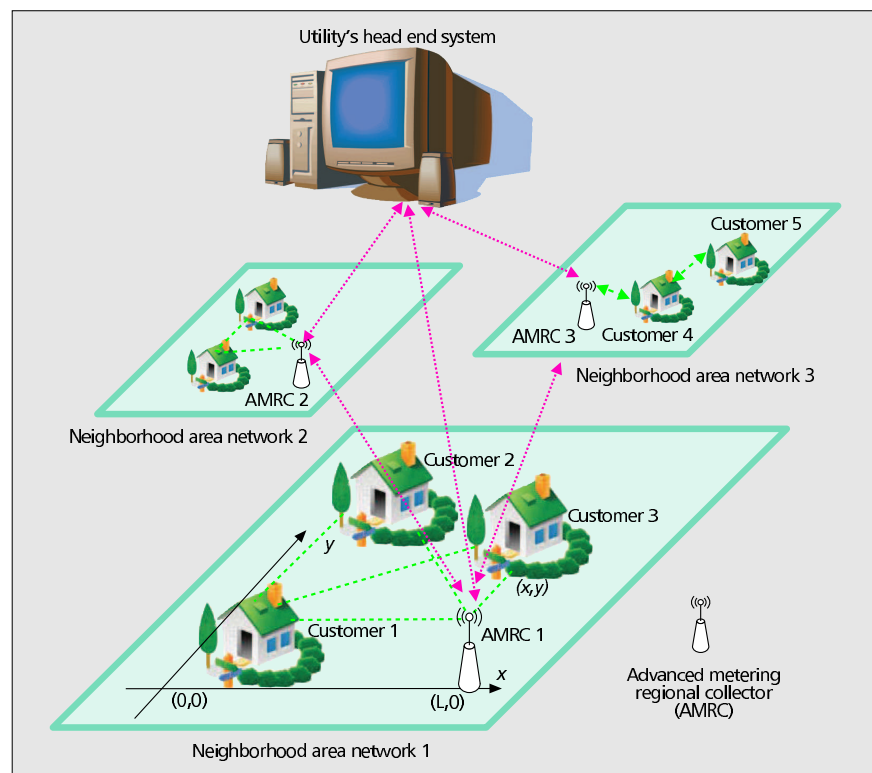 Utility's head end system
Customer 5
AMRC 3
Customer 4
Neighborhood area network 3
AMRC 2
Neighborhood area network 2
Customer 2
Customer 3
y
(x,y)
Customer 1
AMRC 1
x
(0,0)
(L,0)
Advanced metering
regional collector
(AMRC)
Neighborhood area network 1